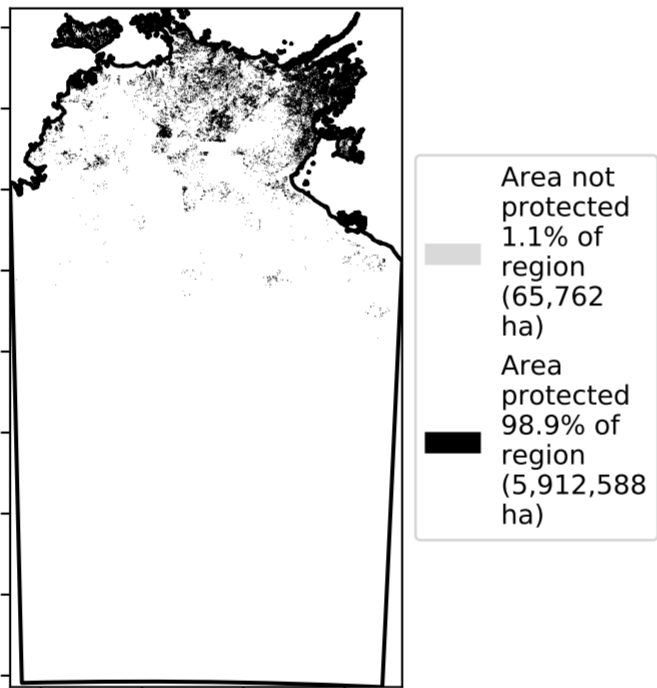 Area not
protected
1.1% of
region
(65,762
ha)
Area
protected
98.9% of
region
(5,912,588
ha)